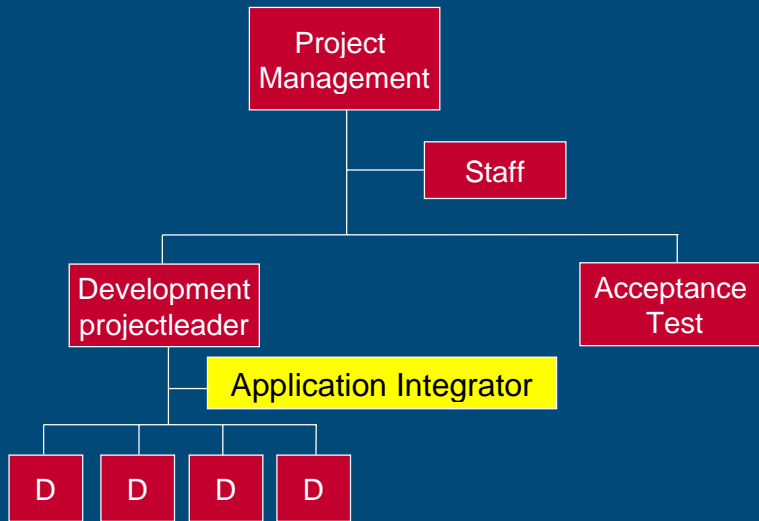 Project
Management
Staff
Development
projectleader
Acceptance
Test
Application Integrator
D
D
D
D